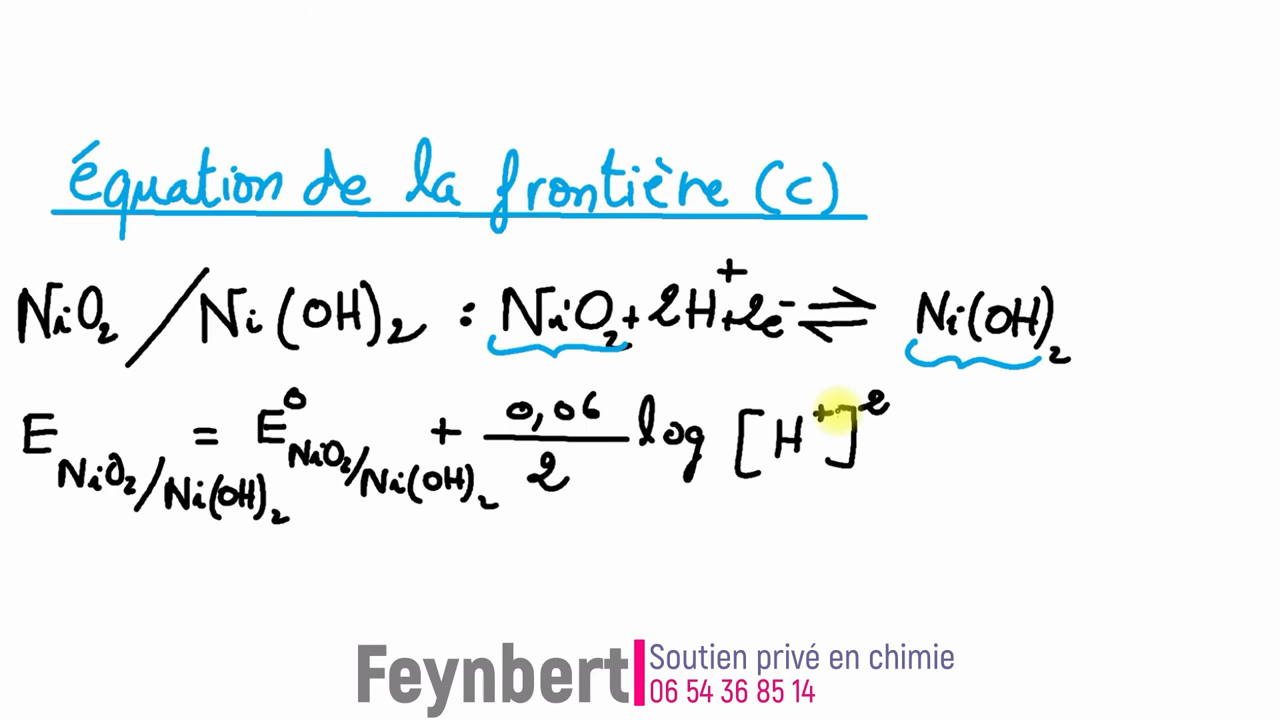 équation de la frontière (c)
NiO₂ / Ni(OH)₂ : NiO₂ + 2H⁺ + 2e⁻ ⇌ Ni(OH)₂
E NiO₂/Ni(OH)₂ = E⁰ NiO₂/Ni(OH)₂ + 0,06/2 log [H⁺]²
Feynbert
Soutien privé en chimie
06 54 36 85 14